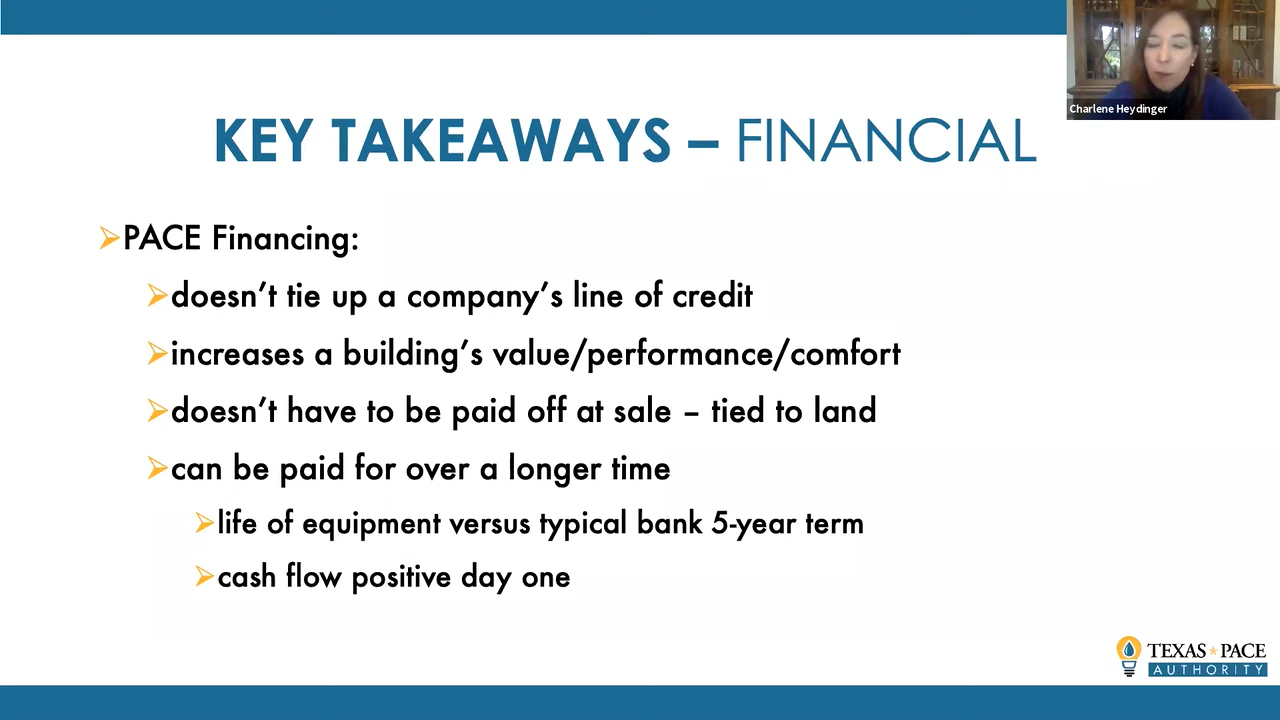 Charlene Heydinger
KEY TAKEAWAYS – FINANCIAL
PACE Financing:
doesn’t tie up a company’s line of credit
increases a building’s value/performance/comfort
doesn’t have to be paid off at sale – tied to land
can be paid for over a longer time
life of equipment versus typical bank 5-year term
cash flow positive day one
TEXAS PACE
AUTHORITY